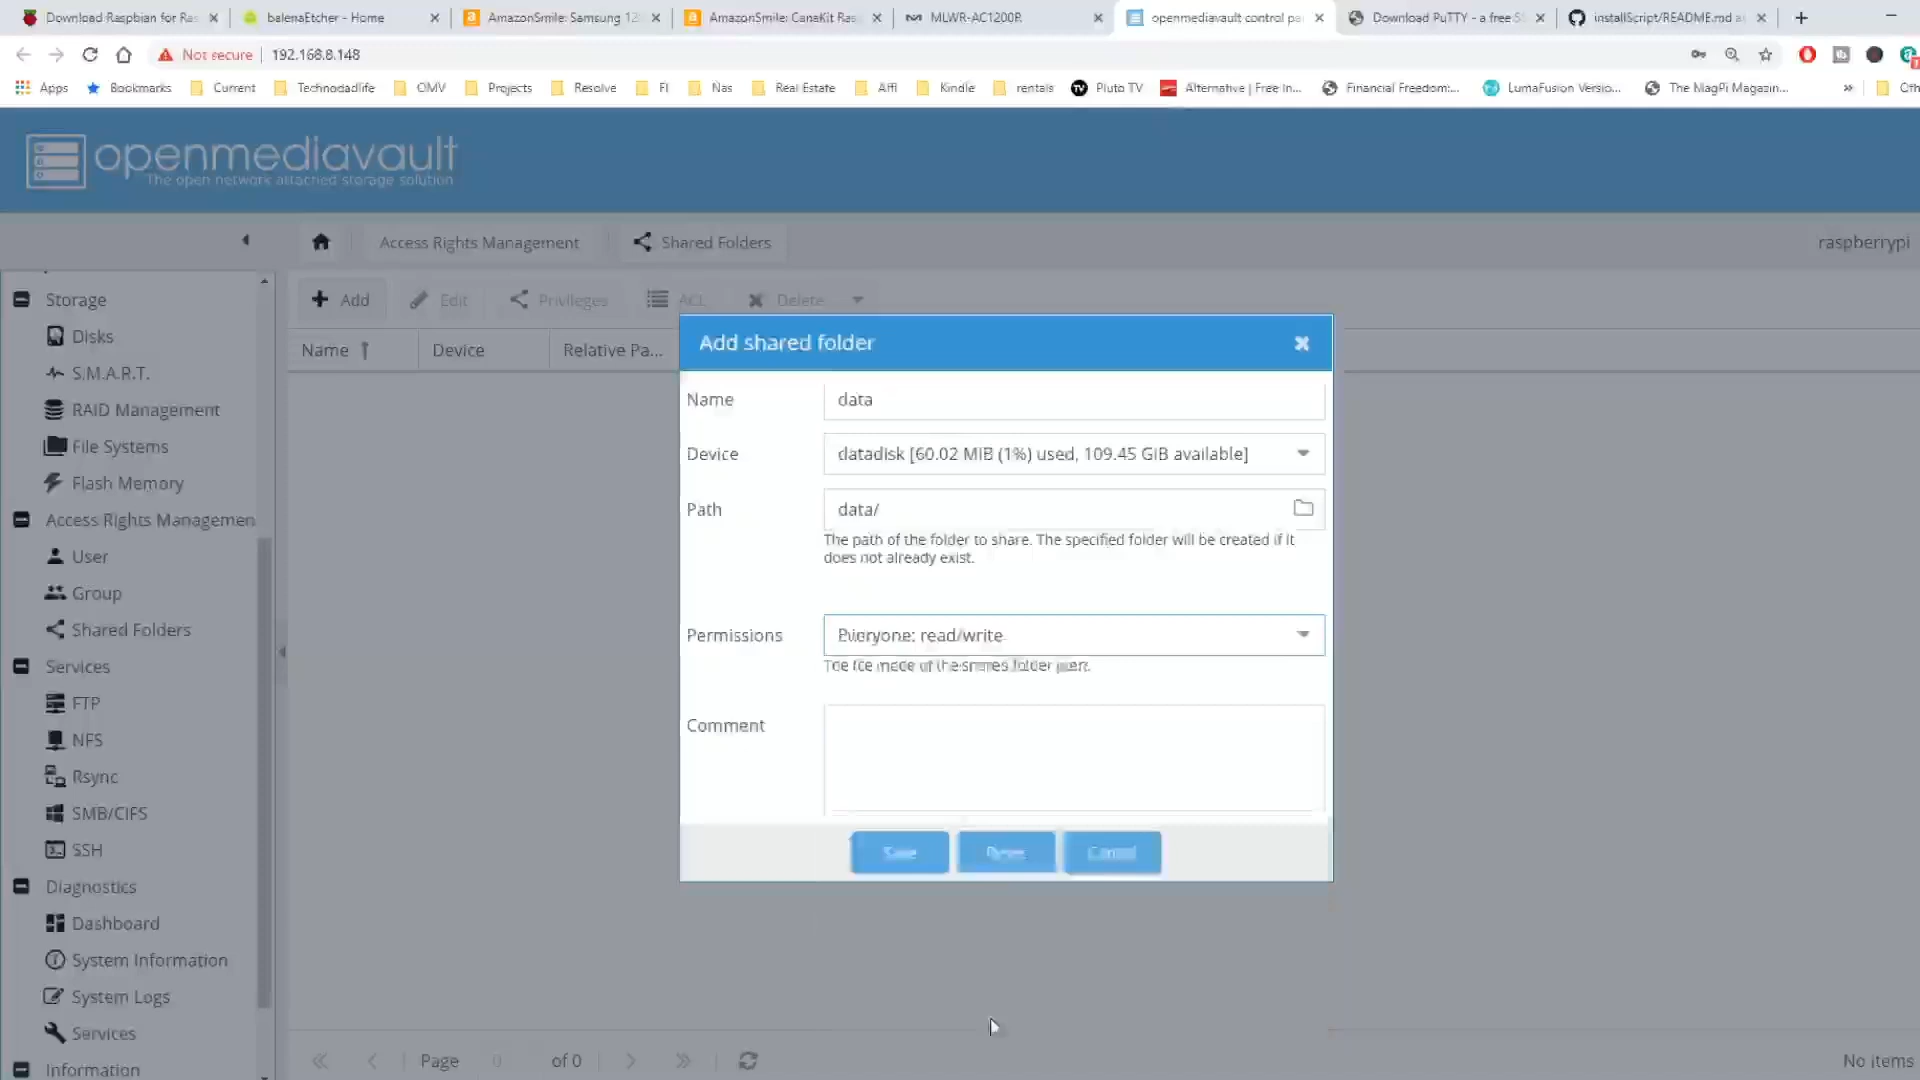 Download Raspbian for Ras
balenaEtcher - Home
AmazonSmile: Samsung 12
AmazonSmile: CanaKit Ras
MLWR-AC1200R
openmediavault control pa
Download PuTTY - a free S
installScript/README.md a
Not secure 192.168.8.148
Apps Bookmarks Current Technodadlife OMV Projects Resolve FI Nas Real Estate Affl Kindle rentals Pluto TV Alternative | Free In... Financial Freedom:... LumaFusion Versio... The MagPi Magazin... » Oth
openmediavault
The open network attached storage solution
Access Rights Management Shared Folders raspberrypi
Storage
Disks
S.M.A.R.T.
RAID Management
File Systems
Flash Memory
Access Rights Managemen
User
Group
Shared Folders
Services
FTP
NFS
Rsync
SMB/CIFS
SSH
Diagnostics
Dashboard
System Information
System Logs
Services
Information
Add Edit Privileges ACL Delete
Name Device Relative Pa...
Add shared folder
Name data
Device datadisk [60.02 MiB (1%) used, 109.45 GiB available]
Path data/
The path of the folder to share. The specified folder will be created if it
does not already exist.
Permissions Everyone: read/write
Comment
Save Reset Cancel
Page 0 of 0
No items